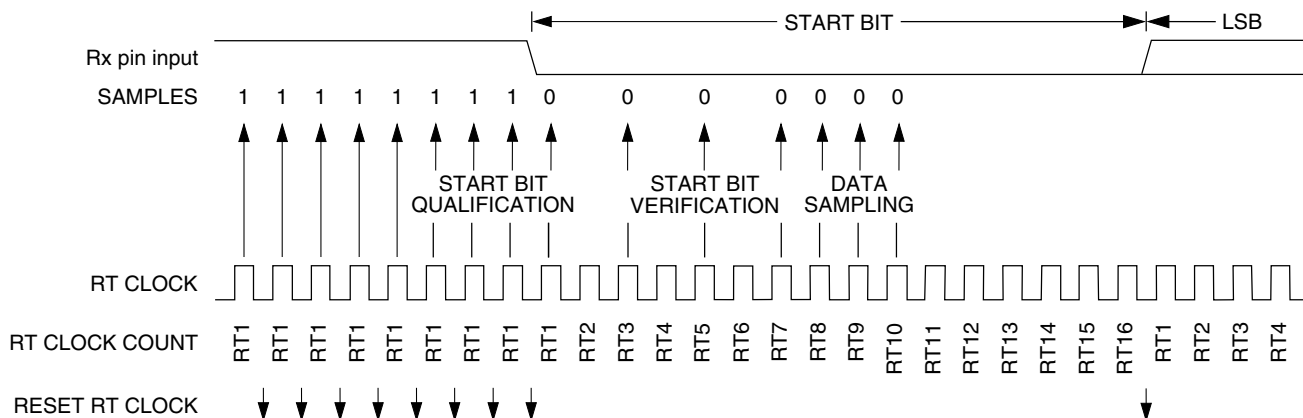 START BIT LSB
Rx pin input
SAMPLES 1 1 1 1 1 1 1 1 0 0 0 0 0 0 0
START BIT QUALIFICATION START BIT VERIFICATION DATA SAMPLING
RT CLOCK
RT CLOCK COUNT RT1 RT1 RT1 RT1 RT1 RT1 RT1 RT1 RT1 RT2 RT3 RT4 RT5 RT6 RT7 RT8 RT9 RT10 RT11 RT12 RT13 RT14 RT15 RT16 RT1 RT2 RT3 RT4
RESET RT CLOCK